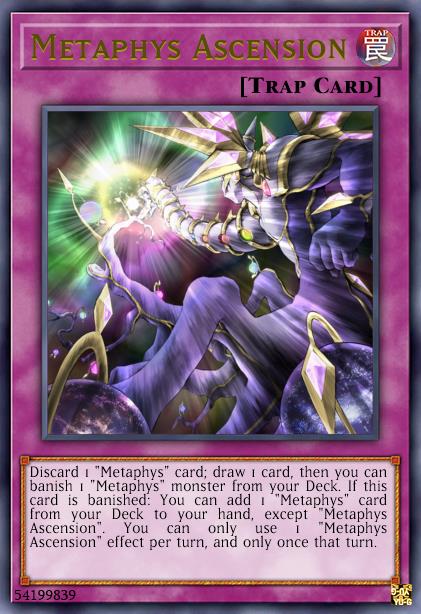 METAPHYS ASCENSION
TRAP
罠
[TRAP CARD]
Discard 1 "Metaphys" card; draw 1 card, then you can
banish 1 "Metaphys" monster from your Deck. If this
card is banished: You can add 1 "Metaphys" card
from your Deck to your hand, except "Metaphys
Ascension". You can only use 1 "Metaphys
Ascension" effect per turn, and only once that turn.
54199839